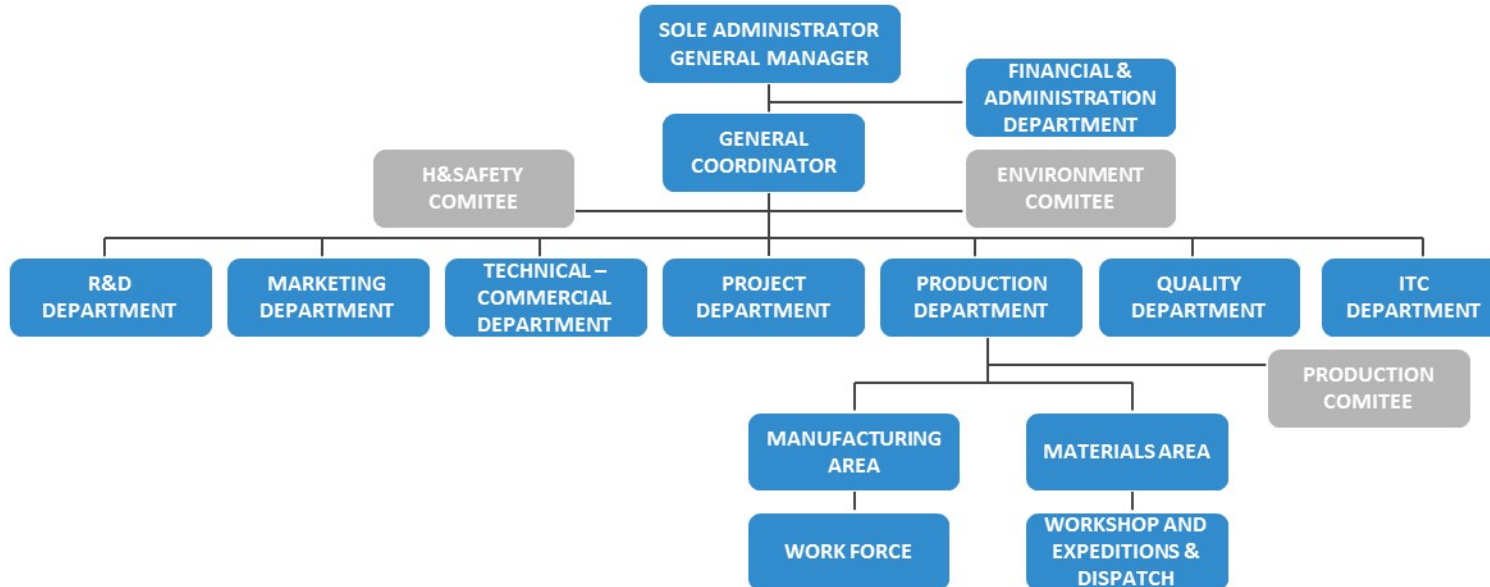 SOLE ADMINISTRATOR
GENERAL MANAGER
FINANCIAL &
ADMINISTRATION
DEPARTMENT
GENERAL
COORDINATOR
H&SAFETY
COMITEE
ENVIRONMENT
COMITEE
R&D
DEPARTMENT
MARKETING
DEPARTMENT
TECHNICAL –
COMMERCIAL
DEPARTMENT
PROJECT
DEPARTMENT
PRODUCTION
DEPARTMENT
QUALITY
DEPARTMENT
ITC
DEPARTMENT
PRODUCTION
COMITEE
MANUFACTURING
AREA
MATERIALS AREA
WORK FORCE
WORKSHOP AND
EXPEDITIONS &
DISPATCH